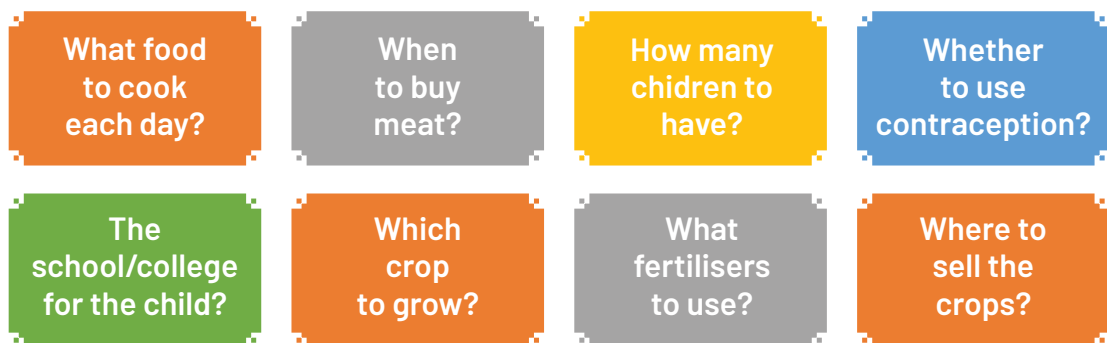 What food
to cook
each day?
When
to buy
meat?
How many
chidren to
have?
Whether
to use
contraception?
The
school/college
for the child?
Which
crop
to grow?
What
fertilisers
to use?
Where to
sell the
crops?